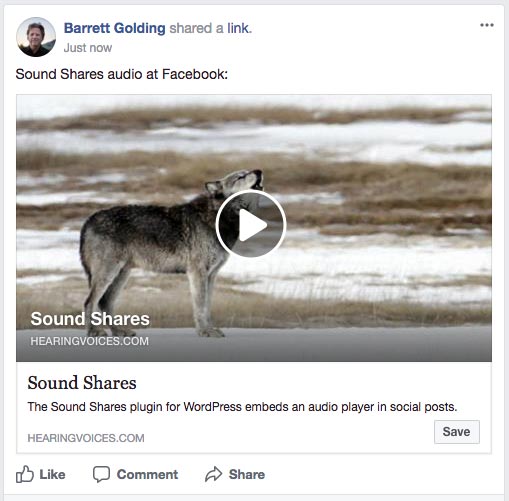 Barrett Golding shared a link.
Just now
Sound Shares audio at Facebook:
Sound Shares
HEARINGVOICES.COM
Sound Shares
The Sound Shares plugin for WordPress embeds an audio player in social posts.
HEARINGVOICES.COM
Save
Like Comment Share